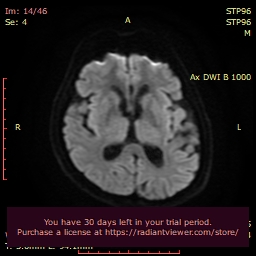 Im: 14/46
Se: 4
STP96
STP96
M
A
Ax DWI B 1000
R
L
You have 30 days left in your trial period.
Purchase a license at https://radiantviewer.com/store/